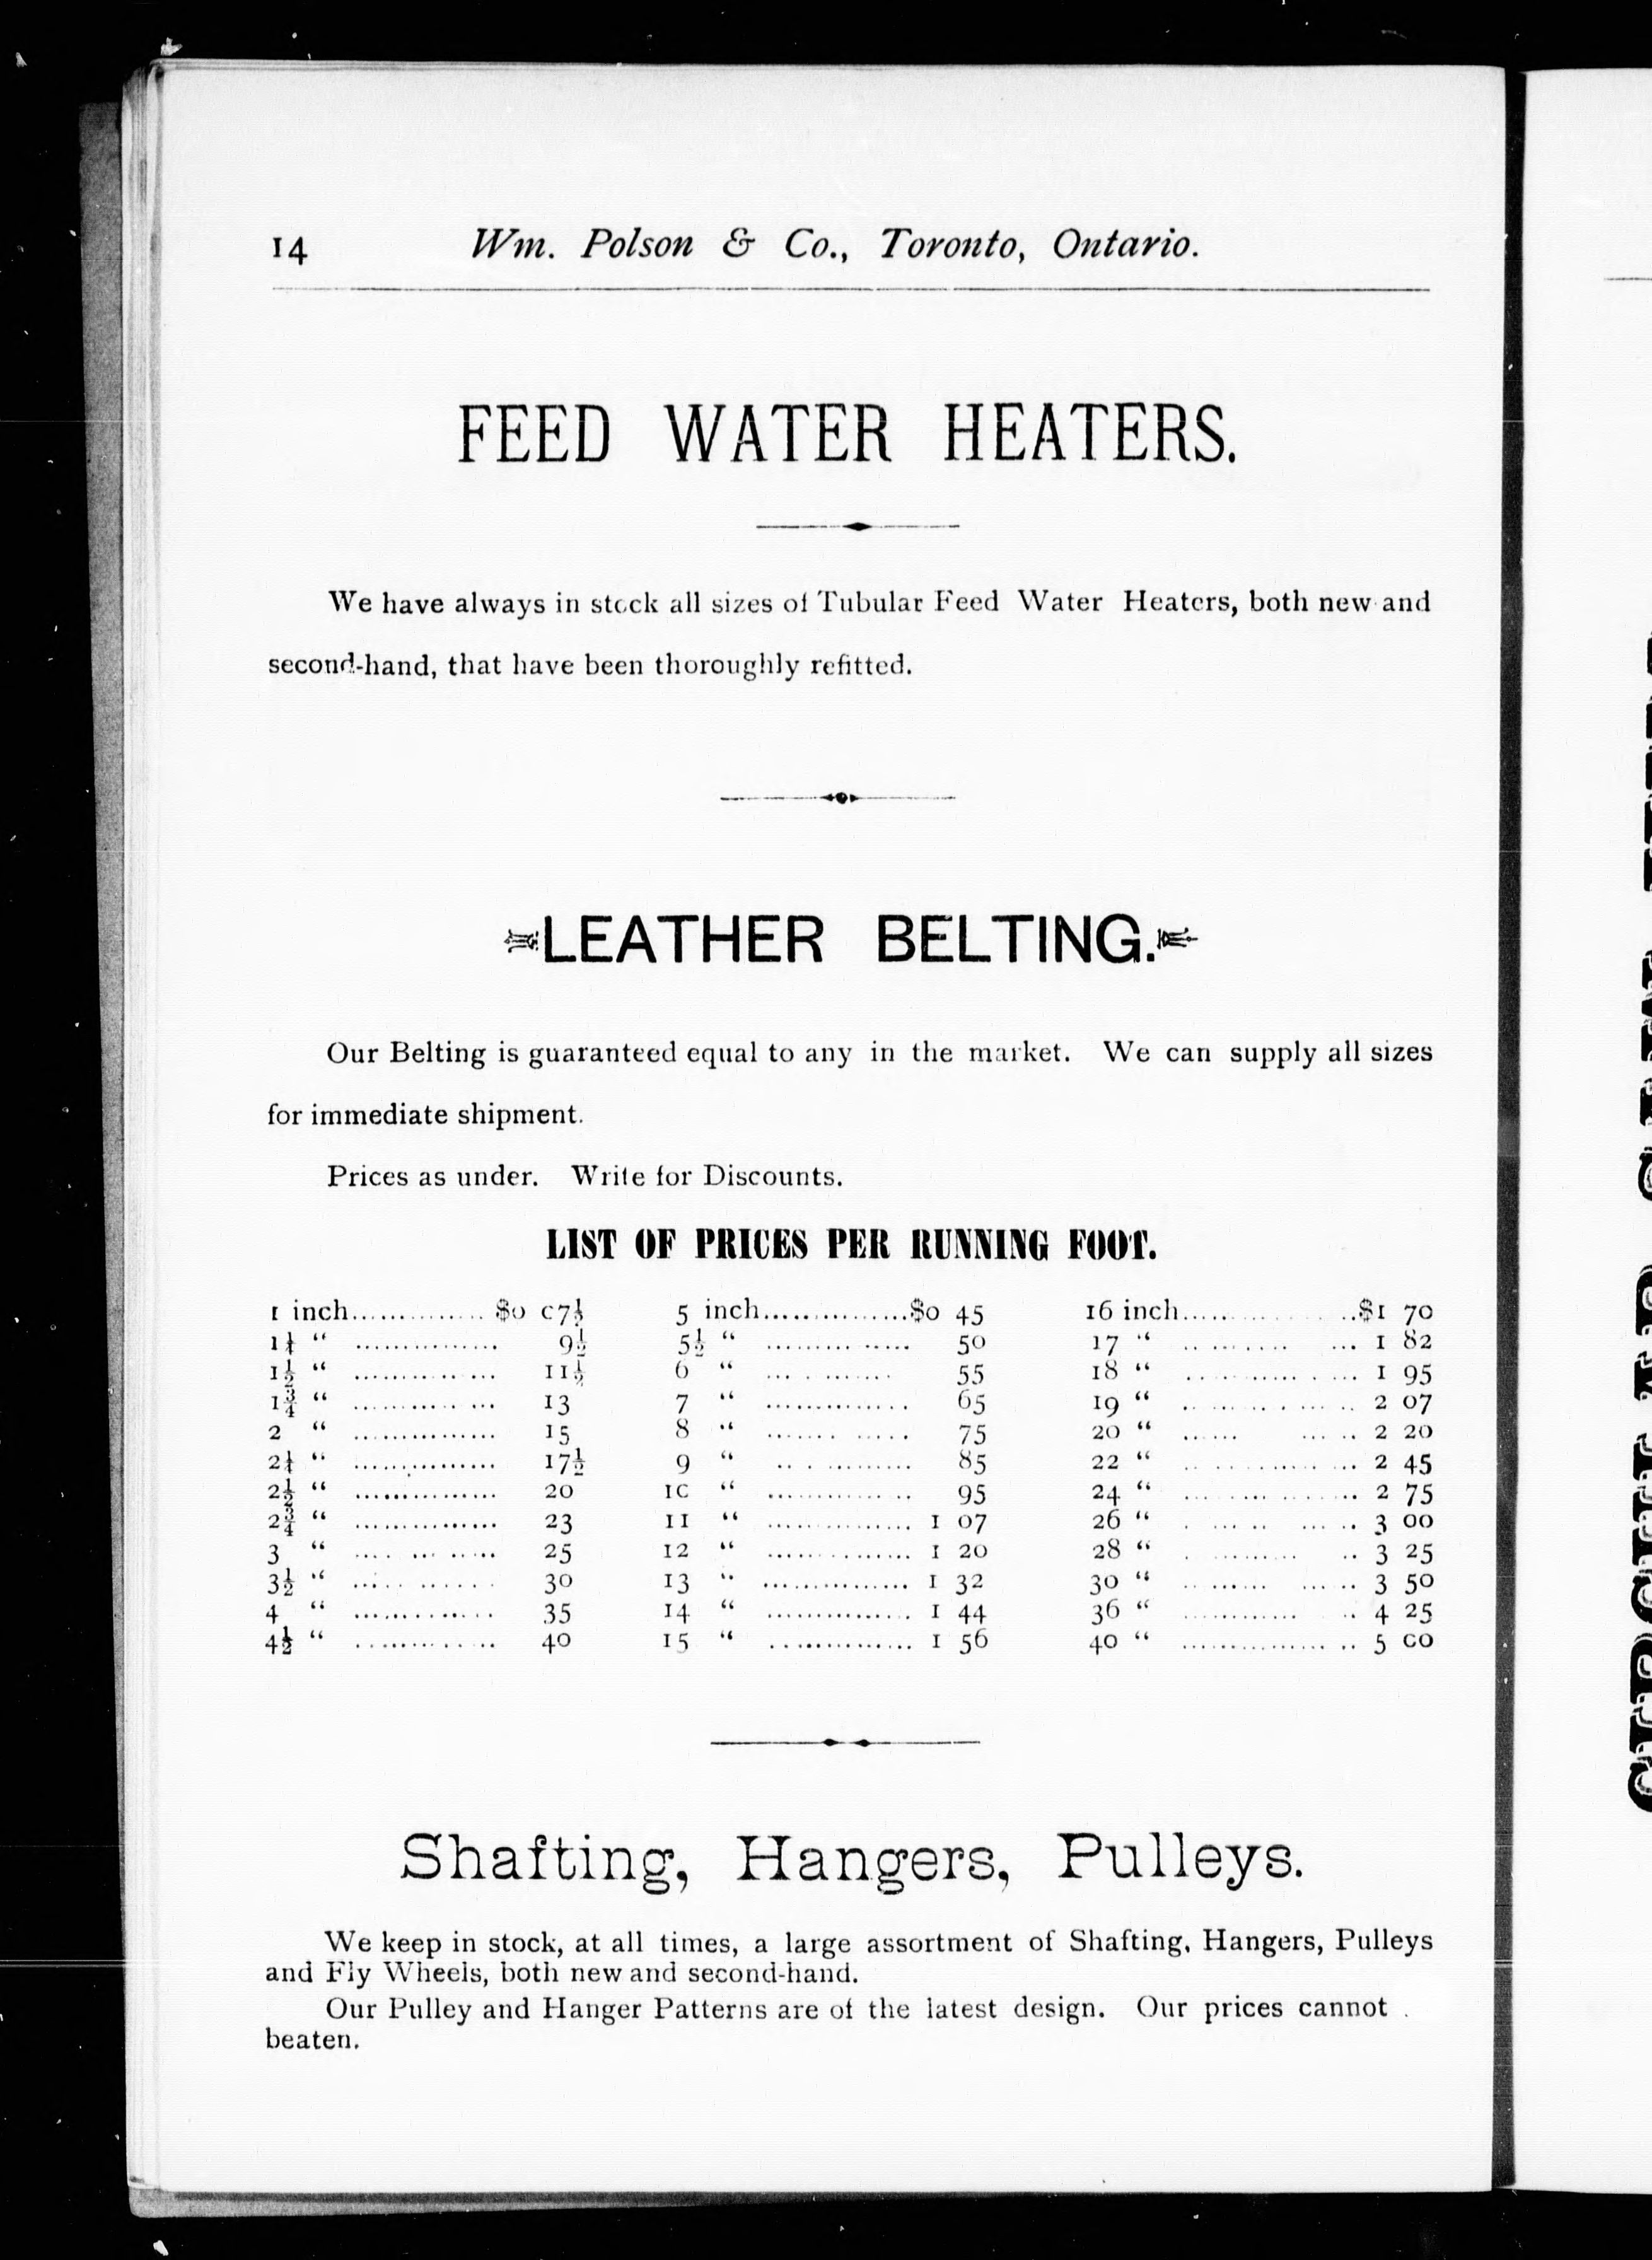 14 Wm. Polson & Co., Toronto, Ontario.
FEED WATER HEATERS.
We have always in stock all sizes of Tubular Feed Water Heaters, both new and
second-hand, that have been thoroughly refitted.
LEATHER BELTING.
Our Belting is guaranteed equal to any in the market. We can supply all sizes
for immediate shipment.
Prices as under. Write for Discounts.
LIST OF PRICES PER RUNNING FOOT.
1 inch............... $0 07½ 5 inch...............$0 45 16 inch...............$1 70
1¼ " ............... 9½ 5½ " ............... 50 17 " ............... 1 82
1½ " ............... 11½ 6 " ............... 55 18 " ............... 1 95
1¾ " ............... 13 7 " ............... 65 19 " ............... 2 07
2 " ............... 15 8 " ............... 75 20 " ............... 2 20
2¼ " ............... 17½ 9 " ............... 85 22 " ............... 2 45
2½ " ............... 20 10 " ............... 95 24 " ............... 2 75
2¾ " ............... 23 11 " ............... 1 07 26 " ............... 3 00
3 " ............... 25 12 " ............... 1 20 28 " ............... 3 25
3½ " ............... 30 13 " ............... 1 32 30 " ............... 3 50
4 " ............... 35 14 " ............... 1 44 36 " ............... 4 25
4½ " ............... 40 15 " ............... 1 56 40 " ............... 5 00
Shafting, Hangers, Pulleys.
We keep in stock, at all times, a large assortment of Shafting, Hangers, Pulleys
and Fly Wheels, both new and second-hand.
Our Pulley and Hanger Patterns are of the latest design. Our prices cannot
beaten.